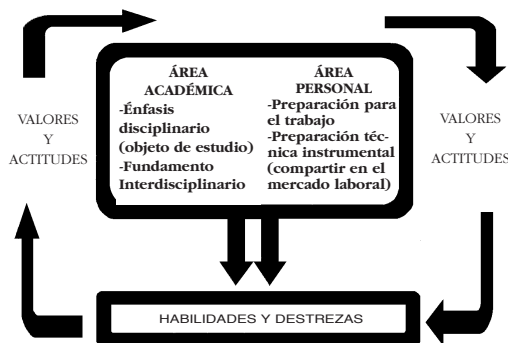 VALORES
Y
ACTITUDES
ÁREA
ACADÉMICA
-Énfasis
disciplinario
(objeto de estudio)
-Fundamento
Interdisciplinario
ÁREA
PERSONAL
-Preparación para
el trabajo
-Preparación téc-
nica instrumental
(compartir en el
mercado laboral)
VALORES
Y
ACTITUDES
HABILIDADES Y DESTREZAS